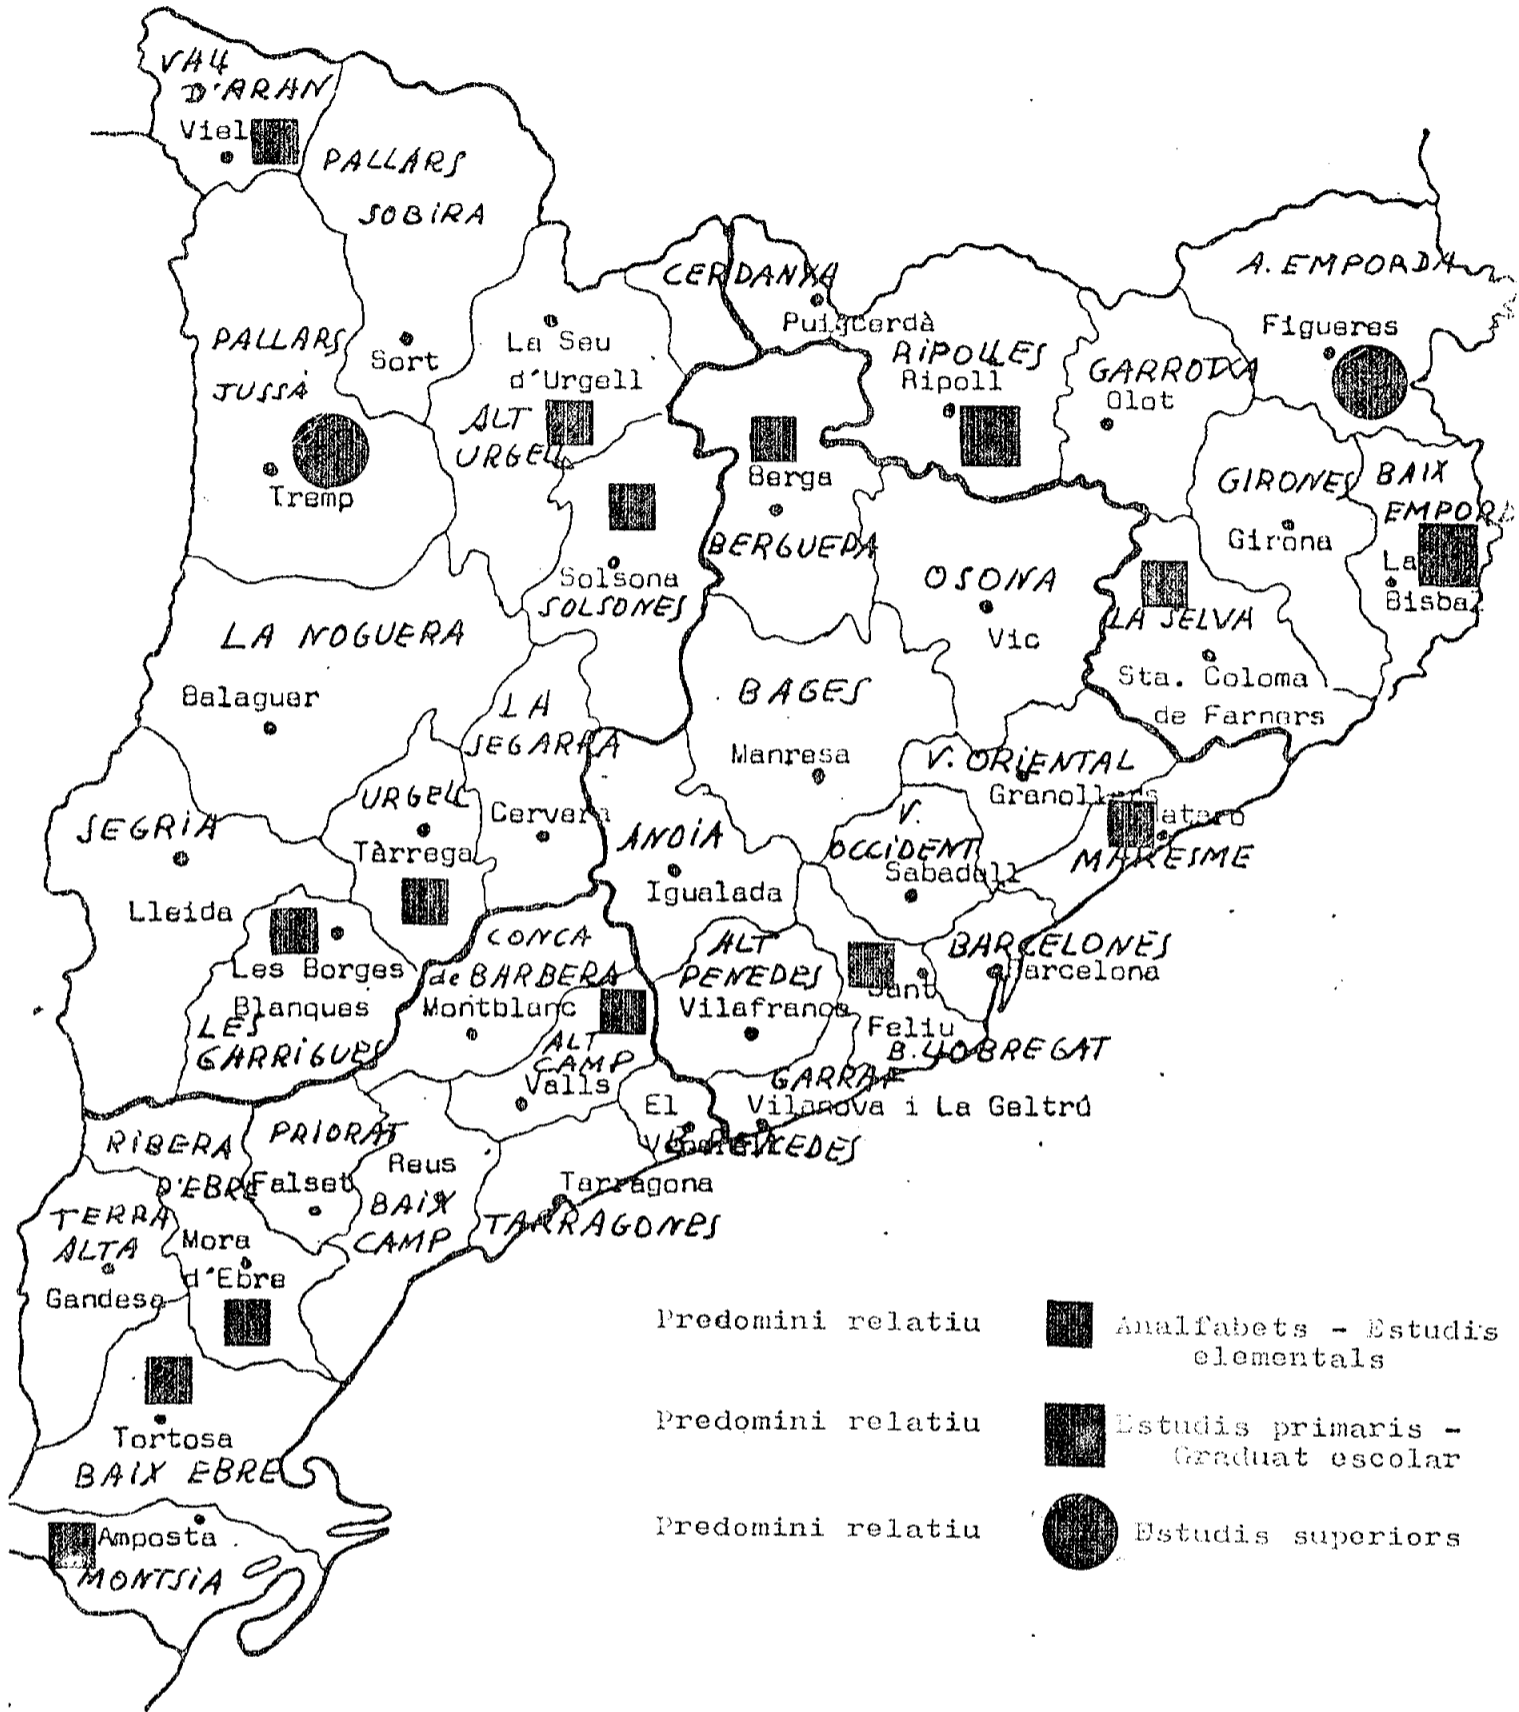 VALL
D'ARAN
Viel
PALLARS
SOBIRA
CERDANYA
Puigcerdà
A. EMPORDA
Figueres
PALLARS
JUSSÀ
Sort
La Seu
d'Urgell
ALT
URGELL
RIPOLLES
Ripoll
GARROTXA
Olot
Tremp
Berga
BERGUEDA
GIRONES
Girona
BAIX
EMPORD
La
Bisbal
Solsona
SOLSONES
OSONA
Vic
LA SELVA
Sta. Coloma
de Farners
LA NOGUERA
Balaguer
LA
SEGARRA
Cervera
BAGES
Manresa
V. ORIENTAL
Granollers
URGELL
Tàrrega
SEGRIA
Lleida
ANOIA
Igualada
V.
OCCIDENT
Sabadell
Mataro
MARESME
Les Borges
Blanques
LES
GARRIGUES
CONCA
de BARBERA
Montblanc
ALT
PENEDES
Vilafranca
BARCELONES
Barcelona
Sant
Feliu
B. LLOBREGAT
ALT
CAMP
Valls
GARRAF
Vilanova i La Geltrú
El
RIBERA
D'EBRE
PRIORAT
Falset
Reus
BAIX
CAMP
Tarragona
TARRAGONES
TERRA
ALTA
Gandesa
Mora
d'Ebre
Tortosa
BAIX EBRE
Amposta
MONTSIA
Predomini relatiu Analfabets - Estudis
elementals
Predomini relatiu Estudis primaris -
Graduat escolar
Predomini relatiu Estudis superiors